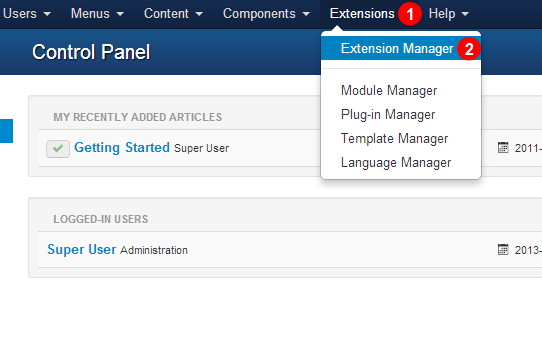 Users Menus Content Components Extensions 1 Help
Extension Manager 2
Control Panel
Module Manager
Plug-in Manager
Template Manager
Language Manager
MY RECENTLY ADDED ARTICLES
Getting Started Super User 2011-
LOGGED-IN USERS
Super User Administration 2013-